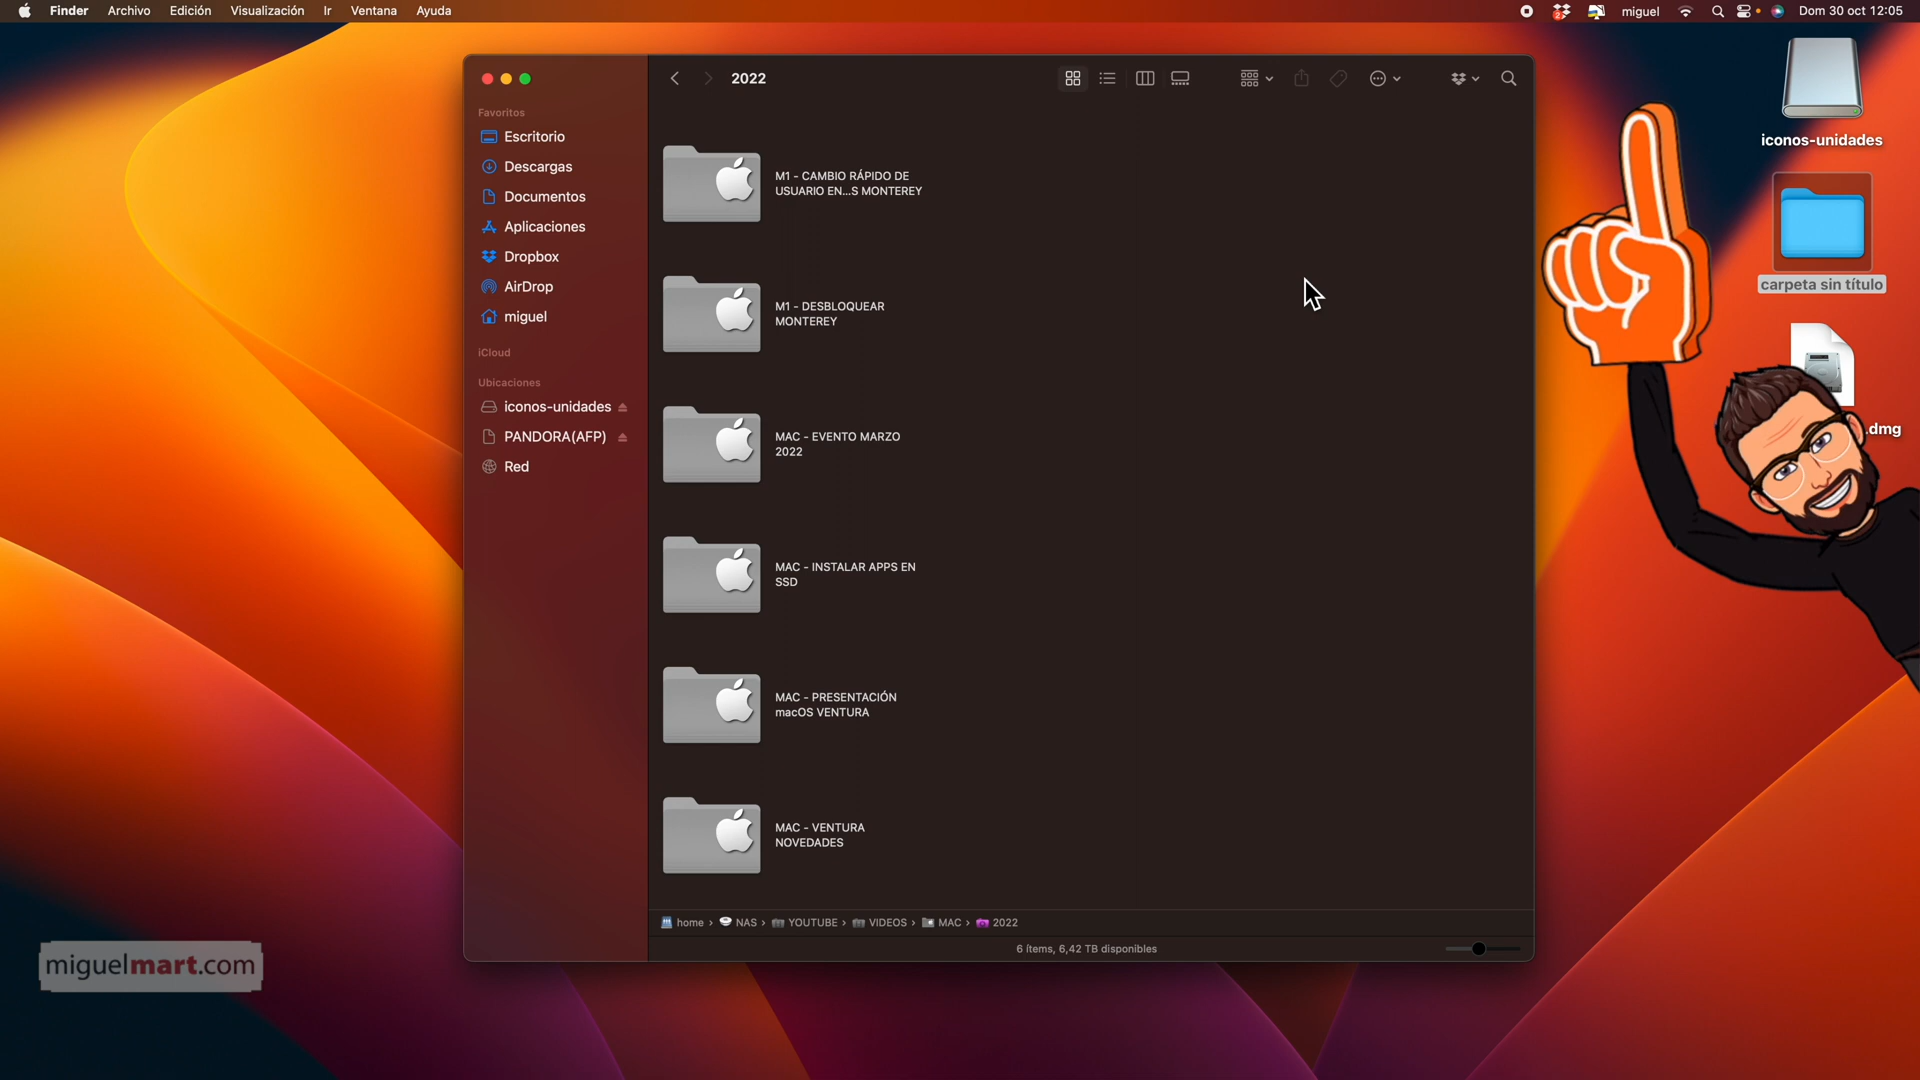 Finder Archivo Edición Visualización Ir Ventana Ayuda
2 miguel Dom 30 oct 12:05
2022
Favoritos
Escritorio
Descargas
Documentos
Aplicaciones
Dropbox
AirDrop
miguel
iCloud
Ubicaciones
iconos-unidades
PANDORA(AFP)
Red
M1 - CAMBIO RÁPIDO DE
USUARIO EN...S MONTEREY
M1 - DESBLOQUEAR
MONTEREY
MAC - EVENTO MARZO
2022
MAC - INSTALAR APPS EN
SSD
MAC - PRESENTACIÓN
macOS VENTURA
MAC - VENTURA
NOVEDADES
home › NAS › YOUTUBE › VIDEOS › MAC › 2022
6 ítems, 6,42 TB disponibles
iconos-unidades
carpeta sin título
.dmg
miguelmart.com